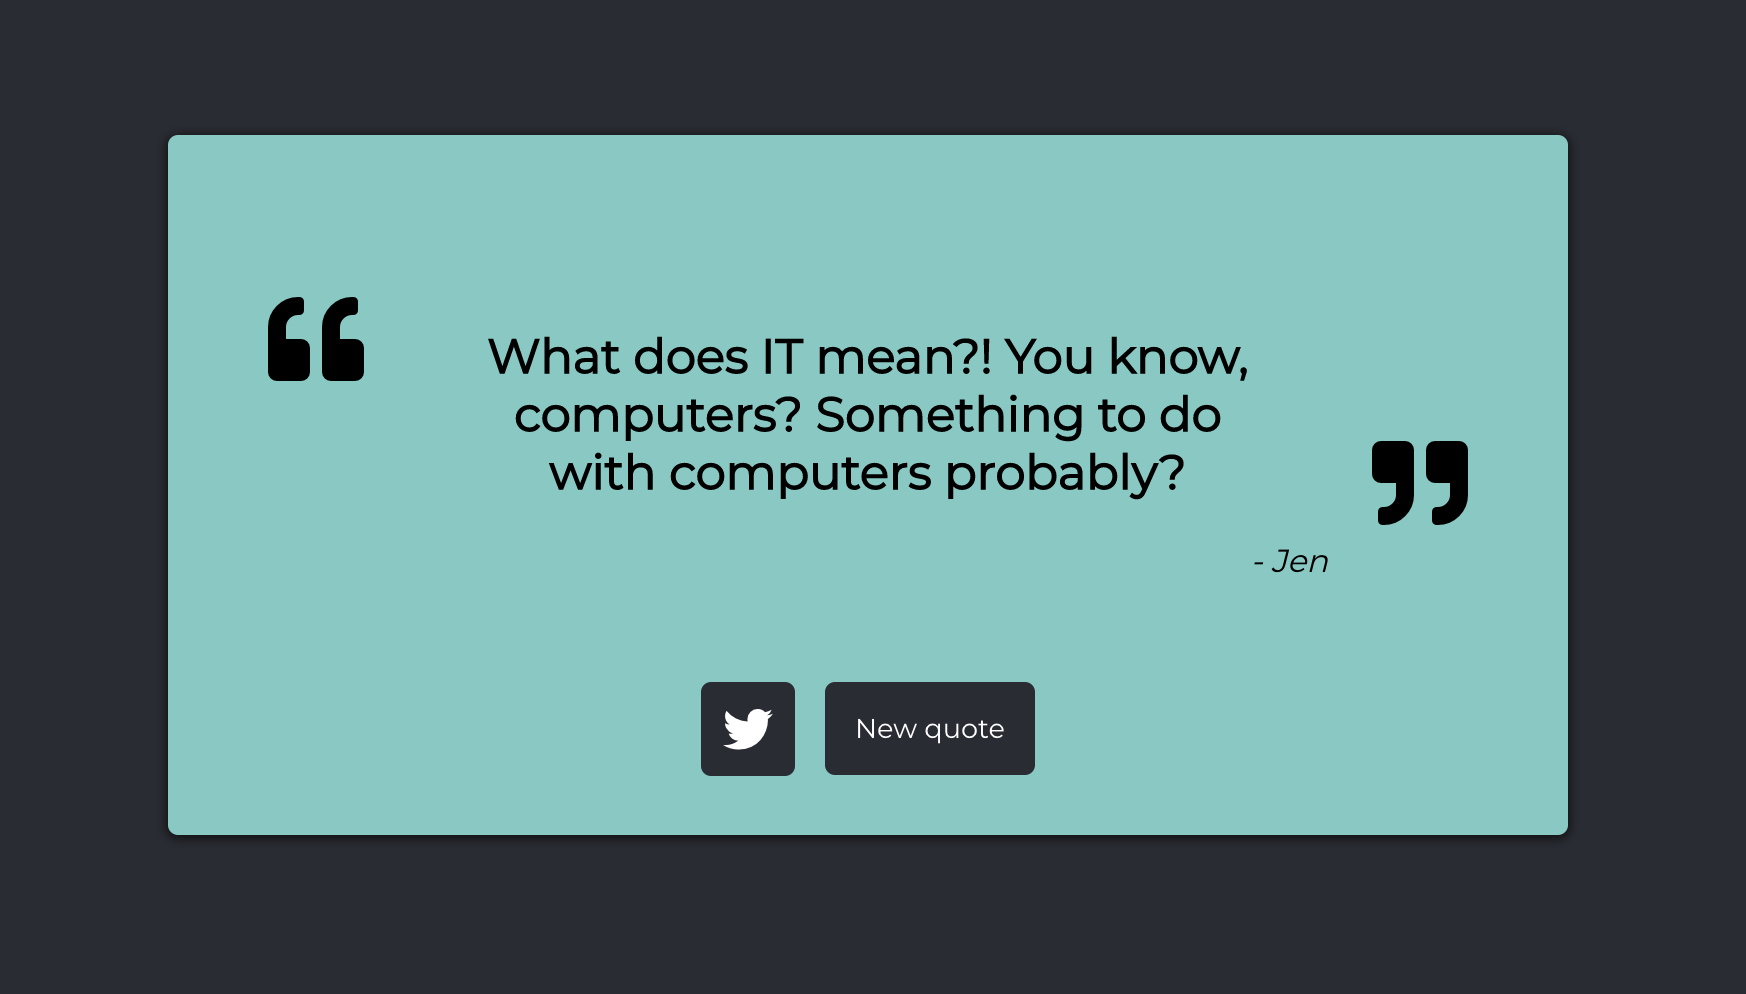 What does IT mean?! You know,
computers? Something to do
with computers probably?
- Jen
New quote